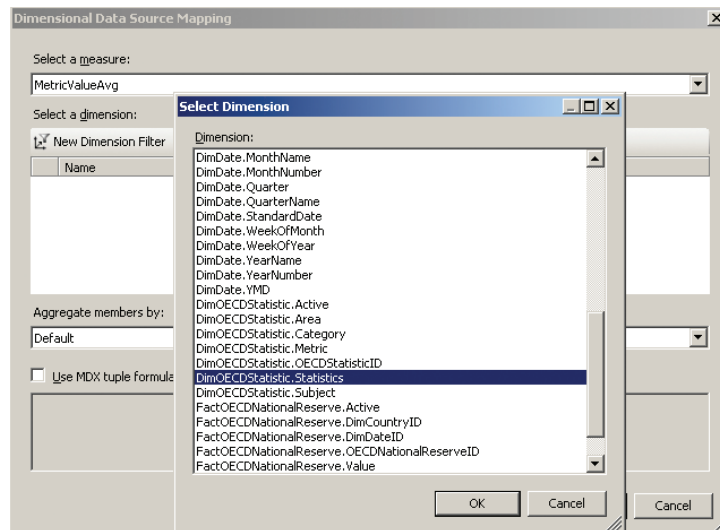 Dimensional Data Source Mapping
Select a measure:
MetricValueAvg
Select a dimension:
New Dimension Filter
Name
Aggregate members by:
Default
Use MDX tuple formula
Cancel
Select Dimension
Dimension:
DimDate.MonthName
DimDate.MonthNumber
DimDate.Quarter
DimDate.QuarterName
DimDate.StandardDate
DimDate.WeekOfMonth
DimDate.WeekOfYear
DimDate.YearName
DimDate.YearNumber
DimDate.YMD
DimOECDStatistic.Active
DimOECDStatistic.Area
DimOECDStatistic.Category
DimOECDStatistic.Metric
DimOECDStatistic.OECDStatisticID
DimOECDStatistic.Statistics
DimOECDStatistic.Subject
FactOECDNationalReserve.Active
FactOECDNationalReserve.DimCountryID
FactOECDNationalReserve.DimDateID
FactOECDNationalReserve.OECDNationalReserveID
FactOECDNationalReserve.Value
OK
Cancel